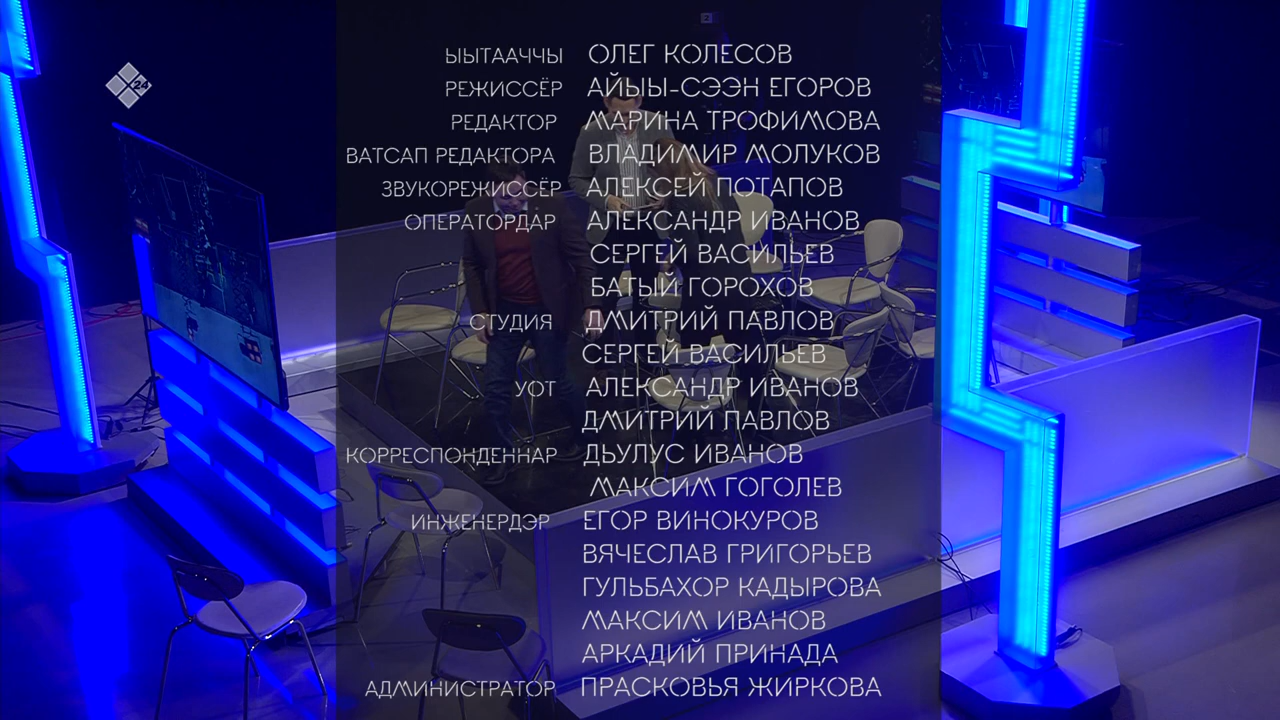 24
ЫЫТААЧЧЫ ОЛЕГ КОЛЕСОВ
РЕЖИССЁР АЙЫЫ-СЭЭН ЕГОРОВ
РЕДАКТОР МАРИНА ТРОФИМОВА
ВАТСАП РЕДАКТОРА ВЛАДИМИР МОЛУКОВ
ЗВУКОРЕЖИССЁР АЛЕКСЕЙ ПОТАПОВ
ОПЕРАТОРДАР АЛЕКСАНДР ИВАНОВ
СЕРГЕЙ ВАСИЛЬЕВ
БАТЫЙ ГОРОХОВ
СТУДИЯ ДМИТРИЙ ПАВЛОВ
СЕРГЕЙ ВАСИЛЬЕВ
УОТ АЛЕКСАНДР ИВАНОВ
ДМИТРИЙ ПАВЛОВ
КОРРЕСПОНДЕННАР ДЬУЛУС ИВАНОВ
МАКСИМ ГОГОЛЕВ
ИНЖЕНЕРДЭР ЕГОР ВИНОКУРОВ
ВЯЧЕСЛАВ ГРИГОРЬЕВ
ГУЛЬБАХОР КАДЫРОВА
МАКСИМ ИВАНОВ
АРКАДИЙ ПРИНАДА
АДМИНИСТРАТОР ПРАСКОВЬЯ ЖИРКОВА